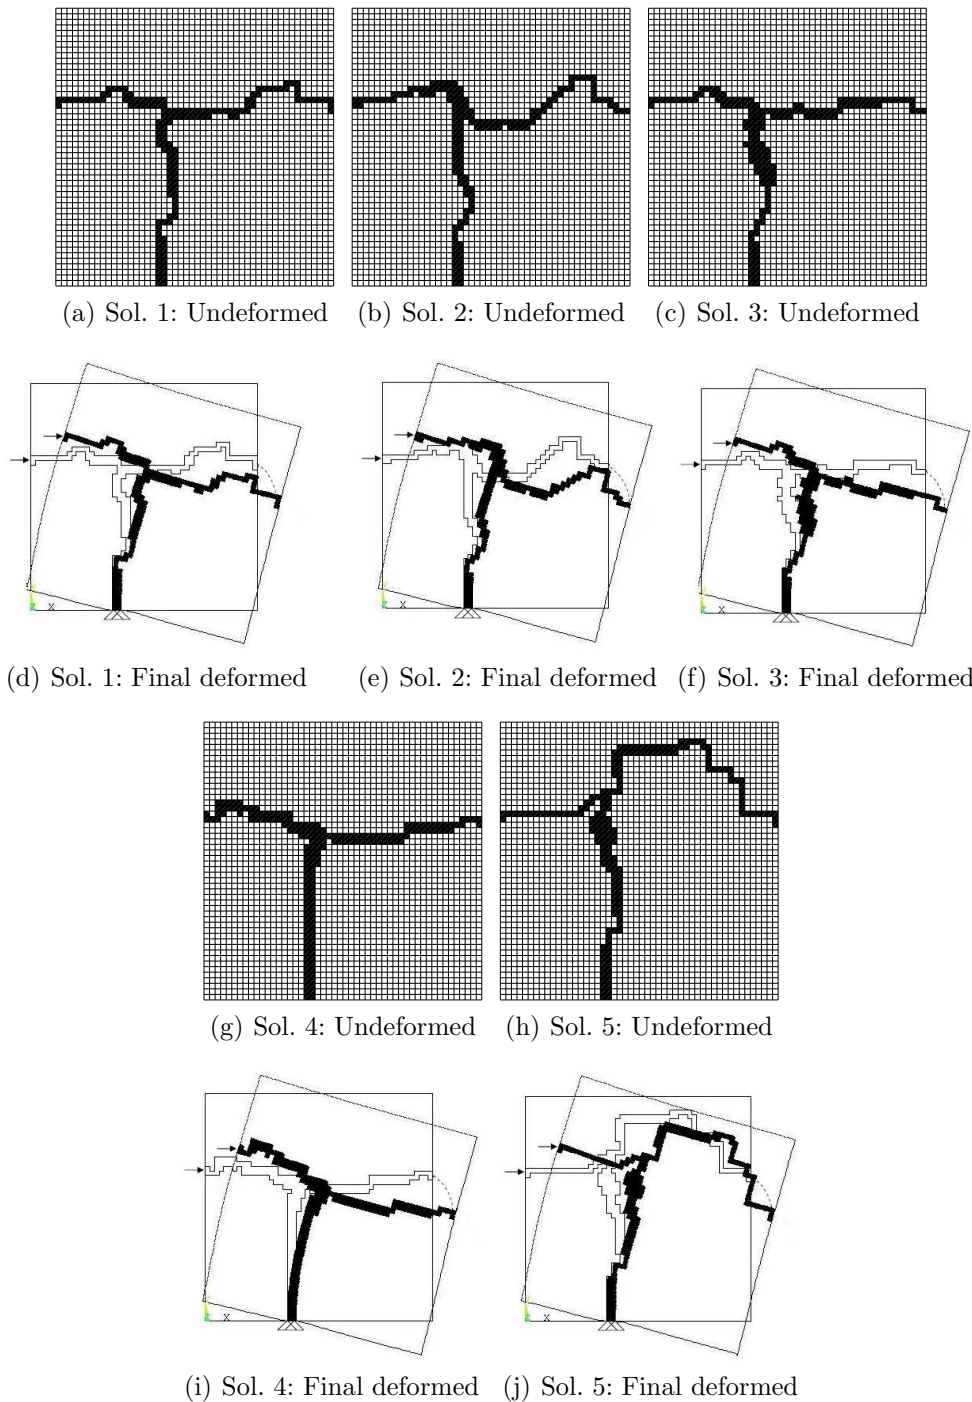 (a) Sol. 1: Undeformed (b) Sol. 2: Undeformed (c) Sol. 3: Undeformed
X X X
(d) Sol. 1: Final deformed (e) Sol. 2: Final deformed (f) Sol. 3: Final deformed
(g) Sol. 4: Undeformed (h) Sol. 5: Undeformed
X X
(i) Sol. 4: Final deformed (j) Sol. 5: Final deformed